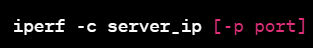 iperf -c server_ip [-p port]